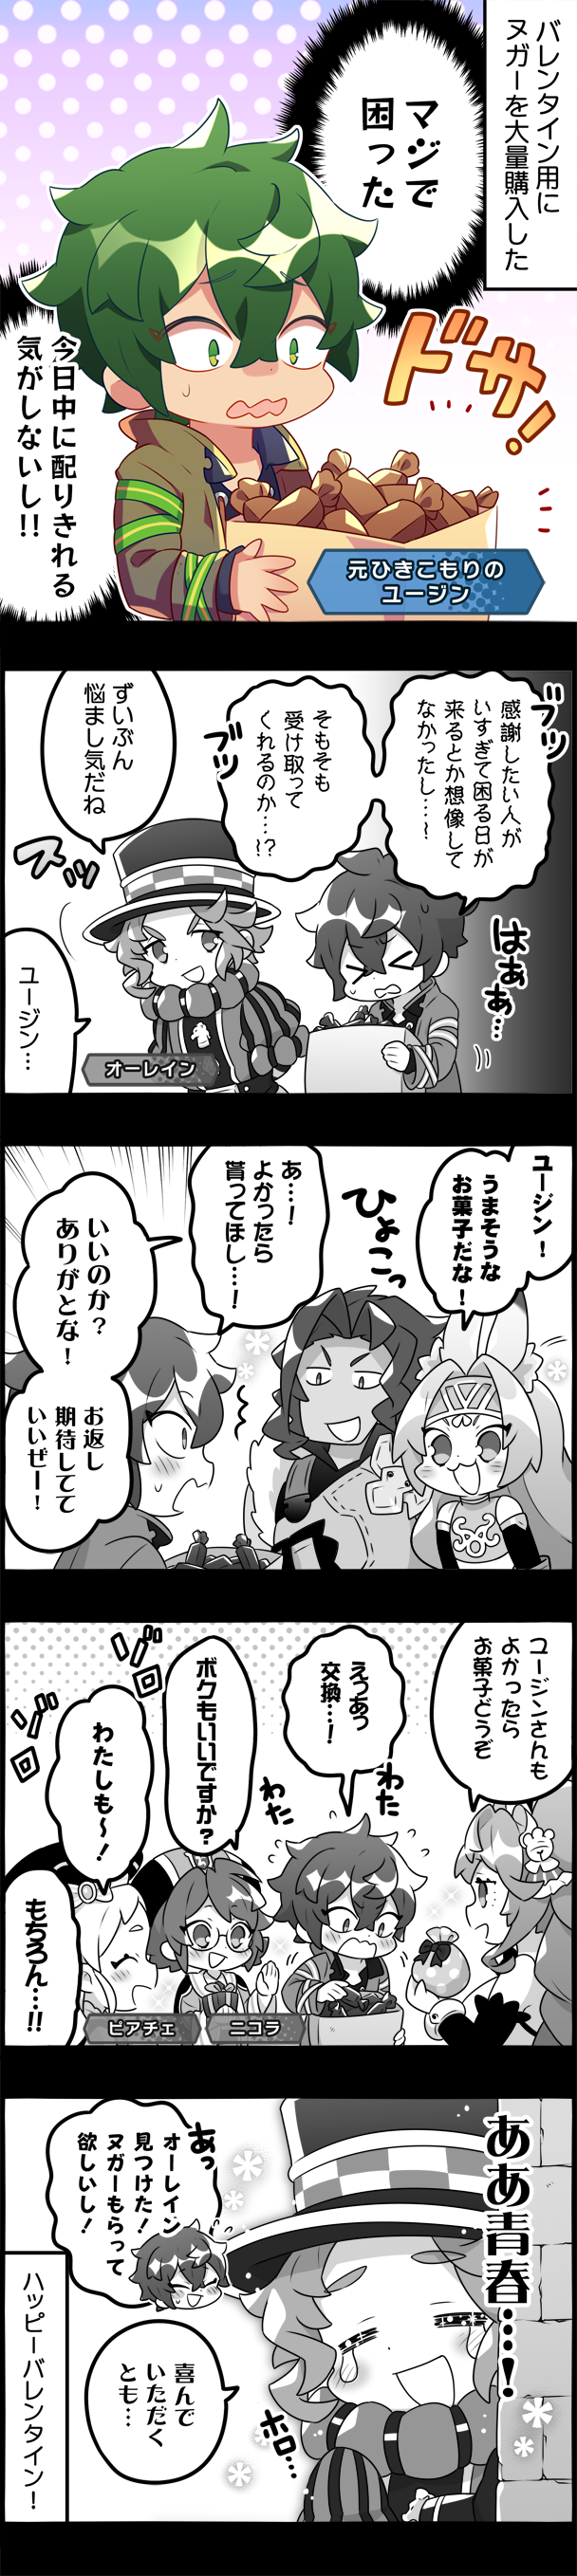 バレンタイン用に
ヌガーを大量購入した
マジで
困った
ドサ!
今日中に配りきれる
気がしないし!!
元ひきこもりの
ユージン
ブツ
感謝したい人が
いすぎて困る日が
来るとか想像して
なかったし…~
そもそも
受け取って
くれるのか…!?
ブツ
はぁぁ…
ずいぶん
悩まし気だね
スッ
オーレイン
ユージン…
ユージン!
うまそうな
お菓子だな!
ひょこっ
あ…!
よかったら
貰ってほし…!
いいのか?
ありがとな!
お返し
期待してて
いいぜー!
ユージンさんも
よかったら
お菓子どうぞ
えっあっ
交換…!
わた
わた
ボクもいいですか?
ゾロ
わたしも~!
ゾロ
もちろん…!!
ピアチェ
ニコラ
ああ青春…!
あっ
オーレイン
見つけた!
ヌガーもらって
欲しいし!
喜んで
いただく
とも…
ホロ…
ハッピーバレンタイン!